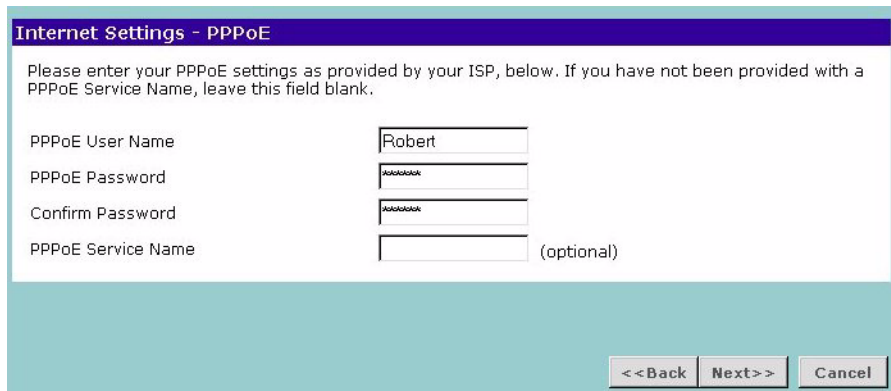 Internet Settings - PPPoE
Please enter your PPPoE settings as provided by your ISP, below. If you have not been provided with a
PPPoE Service Name, leave this field blank.
PPPoE User Name Robert
PPPoE Password *******
Confirm Password *******
PPPoE Service Name (optional)
<<Back Next>> Cancel